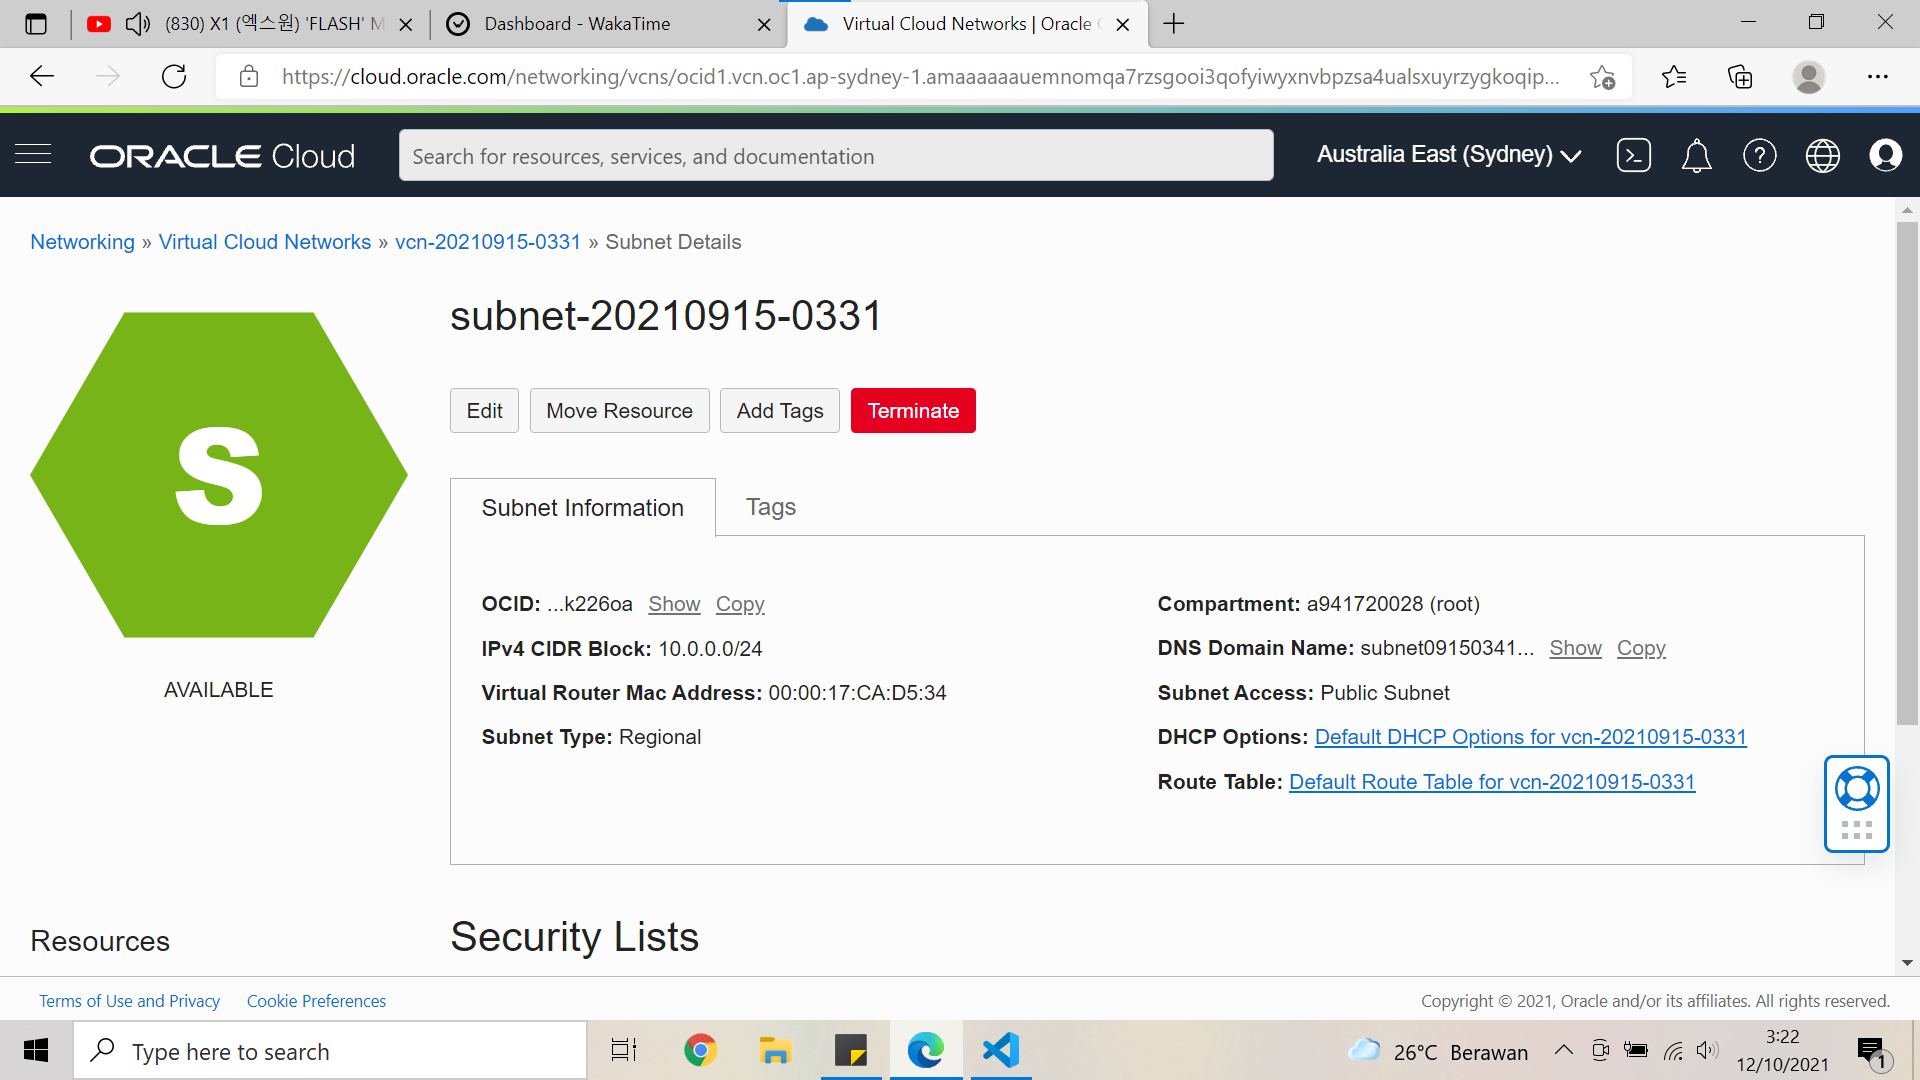 (830) X1 (엑스원) 'FLASH' M
Dashboard - WakaTime
Virtual Cloud Networks | Oracle C
https://cloud.oracle.com/networking/vcns/ocid1.vcn.oc1.ap-sydney-1.amaaaaaauemnomqa7rzsgooi3qofyiwyxnvbpzsa4ualsxuyrzygkoqip...
ORACLE Cloud
Search for resources, services, and documentation
Australia East (Sydney)
Networking » Virtual Cloud Networks » vcn-20210915-0331 » Subnet Details
S
AVAILABLE
subnet-20210915-0331
Edit
Move Resource
Add Tags
Terminate
Subnet Information
Tags
OCID: ...k226oa Show Copy
IPv4 CIDR Block: 10.0.0.0/24
Virtual Router Mac Address: 00:00:17:CA:D5:34
Subnet Type: Regional
Compartment: a941720028 (root)
DNS Domain Name: subnet09150341... Show Copy
Subnet Access: Public Subnet
DHCP Options: Default DHCP Options for vcn-20210915-0331
Route Table: Default Route Table for vcn-20210915-0331
Resources
Security Lists
Terms of Use and Privacy
Cookie Preferences
Copyright © 2021, Oracle and/or its affiliates. All rights reserved.
Type here to search
26°C Berawan
3:22
12/10/2021
1